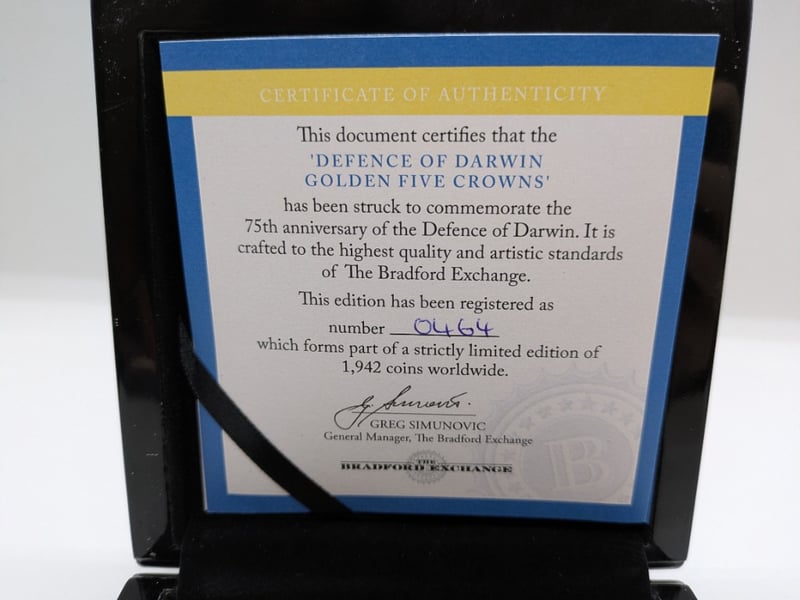 CERTIFICATE OF AUTHENTICITY
This document certifies that the
'DEFENCE OF DARWIN
GOLDEN FIVE CROWNS'
has been struck to commemorate the
75th anniversary of the Defence of Darwin. It is
crafted to the highest quality and artistic standards
of The Bradford Exchange.
This edition has been registered as
number 0464
which forms part of a strictly limited edition of
1,942 coins worldwide.
G. Simunovic.
GREG SIMUNOVIC
General Manager, The Bradford Exchange
THE
BRADFORD EXCHANGE
B